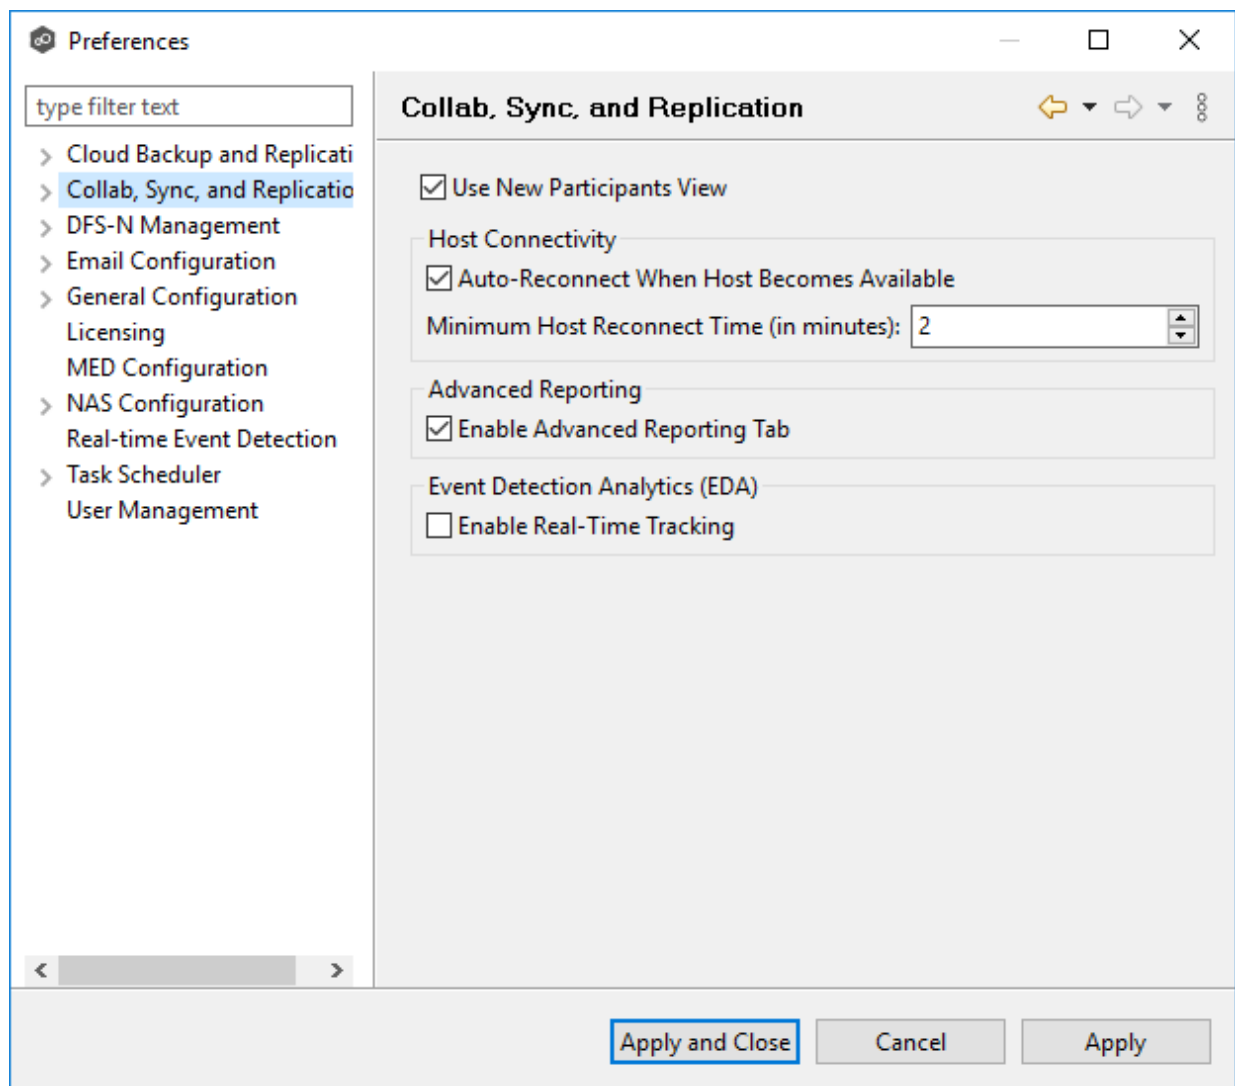 Preferences
type filter text
Cloud Backup and Replicati
Collab, Sync, and Replicatio
DFS-N Management
Email Configuration
General Configuration
Licensing
MED Configuration
NAS Configuration
Real-time Event Detection
Task Scheduler
User Management
Collab, Sync, and Replication
Use New Participants View
Host Connectivity
Auto-Reconnect When Host Becomes Available
Minimum Host Reconnect Time (in minutes): 2
Advanced Reporting
Enable Advanced Reporting Tab
Event Detection Analytics (EDA)
Enable Real-Time Tracking
Apply and Close Cancel Apply